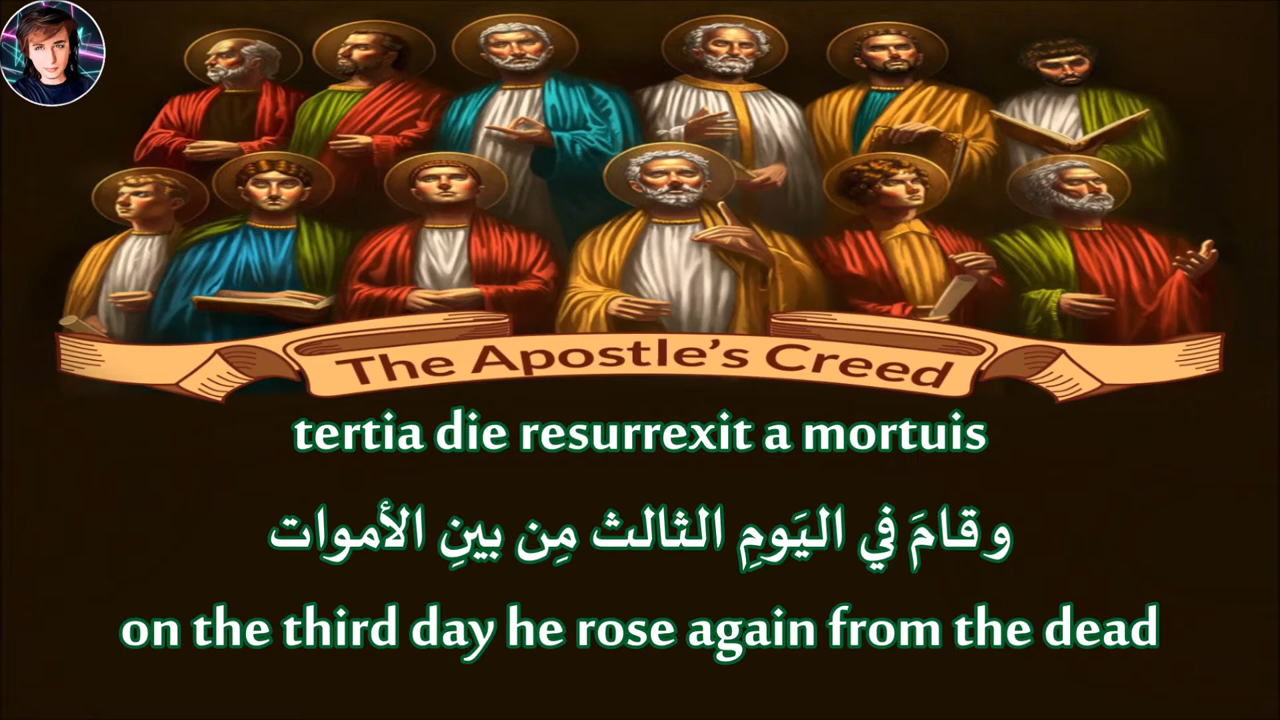 The Apostle's Creed
tertia die resurrexit a mortuis
وقامَ في اليَومِ الثالث مِن بينِ الأموات
on the third day he rose again from the dead